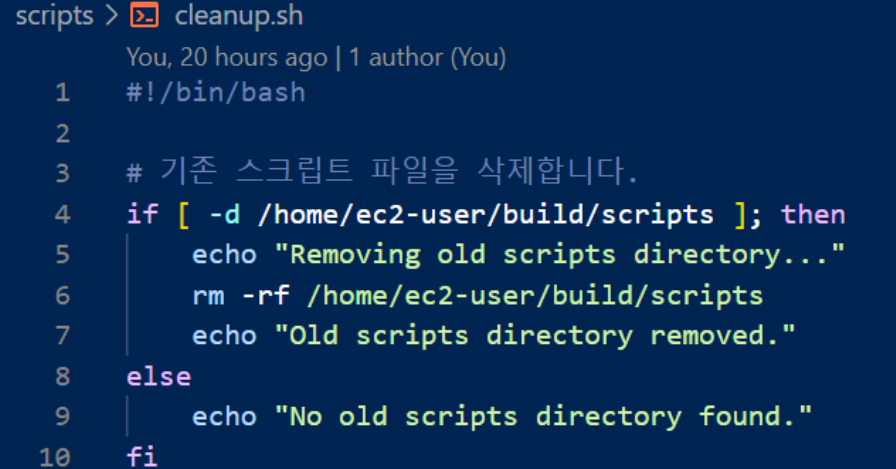 scripts > cleanup.sh
You, 20 hours ago | 1 author (You)
1 #!/bin/bash
2
3 # 기존 스크립트 파일을 삭제합니다.
4 if [ -d /home/ec2-user/build/scripts ]; then
5 echo "Removing old scripts directory..."
6 rm -rf /home/ec2-user/build/scripts
7 echo "Old scripts directory removed."
8 else
9 echo "No old scripts directory found."
10 fi